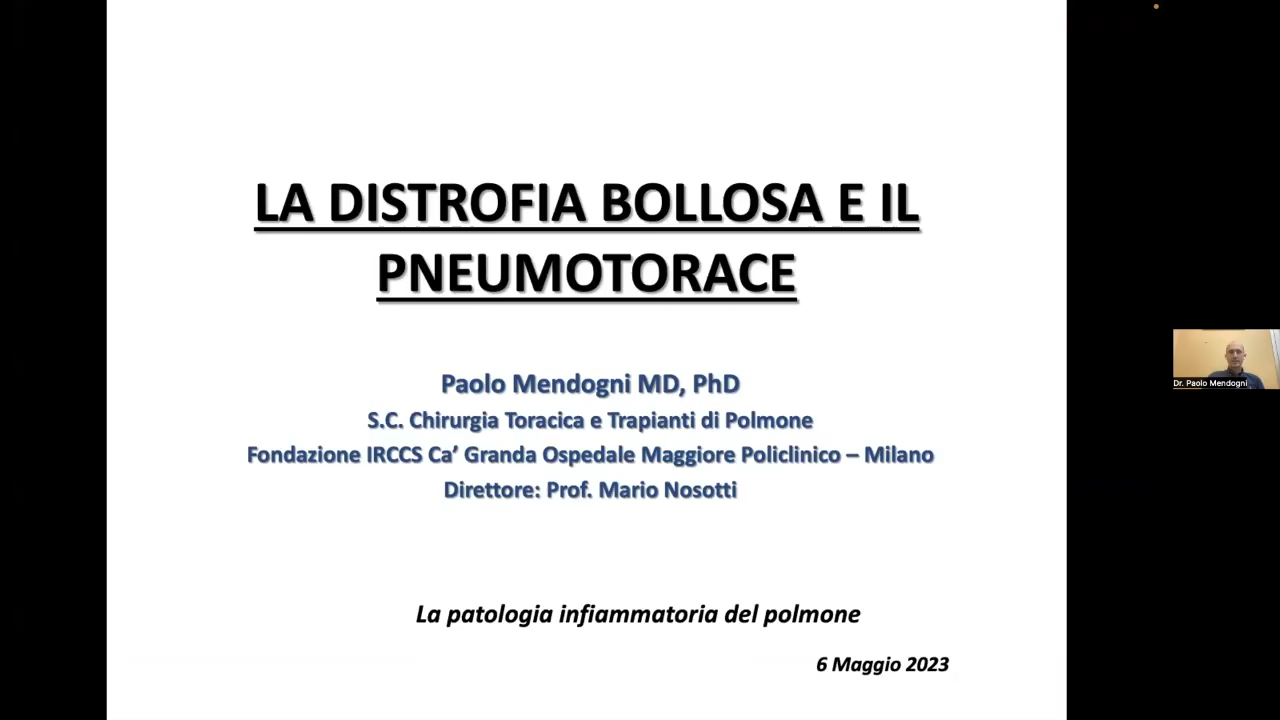 LA DISTROFIA BOLLOSA E IL
PNEUMOTORACE
Paolo Mendogni MD, PhD
S.C. Chirurgia Toracica e Trapianti di Polmone
Fondazione IRCCS Ca' Granda Ospedale Maggiore Policlinico – Milano
Direttore: Prof. Mario Nosotti
Dr. Paolo Mendogni
La patologia infiammatoria del polmone
6 Maggio 2023